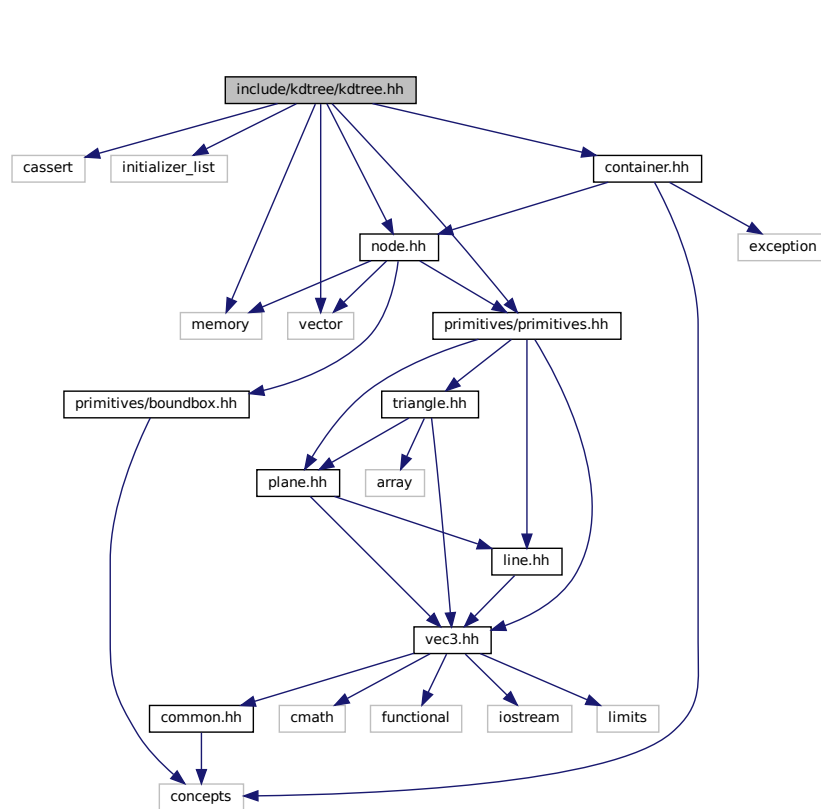 include/kdtree/kdtree.hh
cassert
initializer_list
container.hh
node.hh
exception
memory
vector
primitives/primitives.hh
primitives/boundbox.hh
triangle.hh
plane.hh
array
line.hh
vec3.hh
common.hh
cmath
functional
iostream
limits
concepts